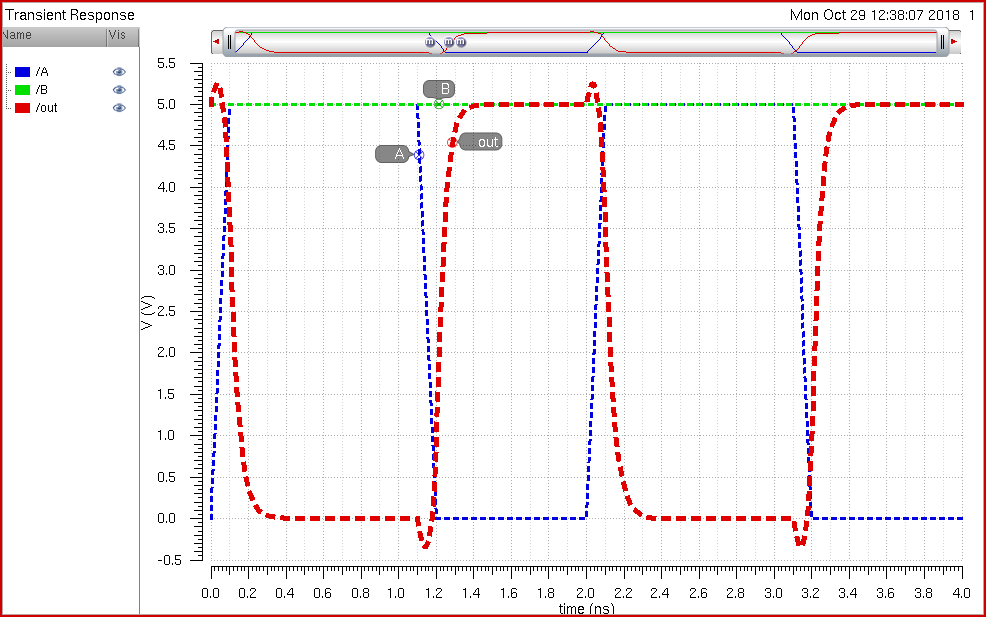 Transient Response
Mon Oct 29 12:38:07 2018 1
Name Vis
/A
/B
/out
m m m
5.5
5.0
4.5
4.0
3.5
3.0
2.5
2.0
1.5
1.0
0.5
0.0
-0.5
V (V)
B
A
out
0.0 0.2 0.4 0.6 0.8 1.0 1.2 1.4 1.6 1.8 2.0 2.2 2.4 2.6 2.8 3.0 3.2 3.4 3.6 3.8 4.0
time (ns)